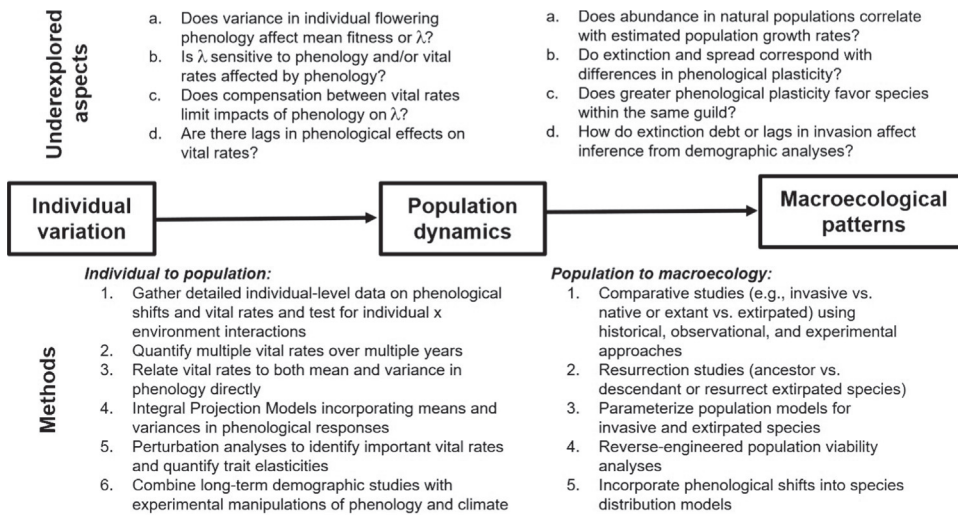 Underexplored
aspects
a. Does variance in individual flowering
phenology affect mean fitness or λ?
b. Is λ sensitive to phenology and/or vital
rates affected by phenology?
c. Does compensation between vital rates
limit impacts of phenology on λ?
d. Are there lags in phenological effects on
vital rates?
a. Does abundance in natural populations correlate
with estimated population growth rates?
b. Do extinction and spread correspond with
differences in phenological plasticity?
c. Does greater phenological plasticity favor species
within the same guild?
d. How do extinction debt or lags in invasion affect
inference from demographic analyses?
Individual
variation
Population
dynamics
Macroecological
patterns
Methods
Individual to population:
1. Gather detailed individual-level data on phenological
shifts and vital rates and test for individual x
environment interactions
2. Quantify multiple vital rates over multiple years
3. Relate vital rates to both mean and variance in
phenology directly
4. Integral Projection Models incorporating means and
variances in phenological responses
5. Perturbation analyses to identify important vital rates
and quantify trait elasticities
6. Combine long-term demographic studies with
experimental manipulations of phenology and climate
Population to macroecology:
1. Comparative studies (e.g., invasive vs.
native or extant vs. extirpated) using
historical, observational, and experimental
approaches
2. Resurrection studies (ancestor vs.
descendant or resurrect extirpated species)
3. Parameterize population models for
invasive and extirpated species
4. Reverse-engineered population viability
analyses
5. Incorporate phenological shifts into species
distribution models